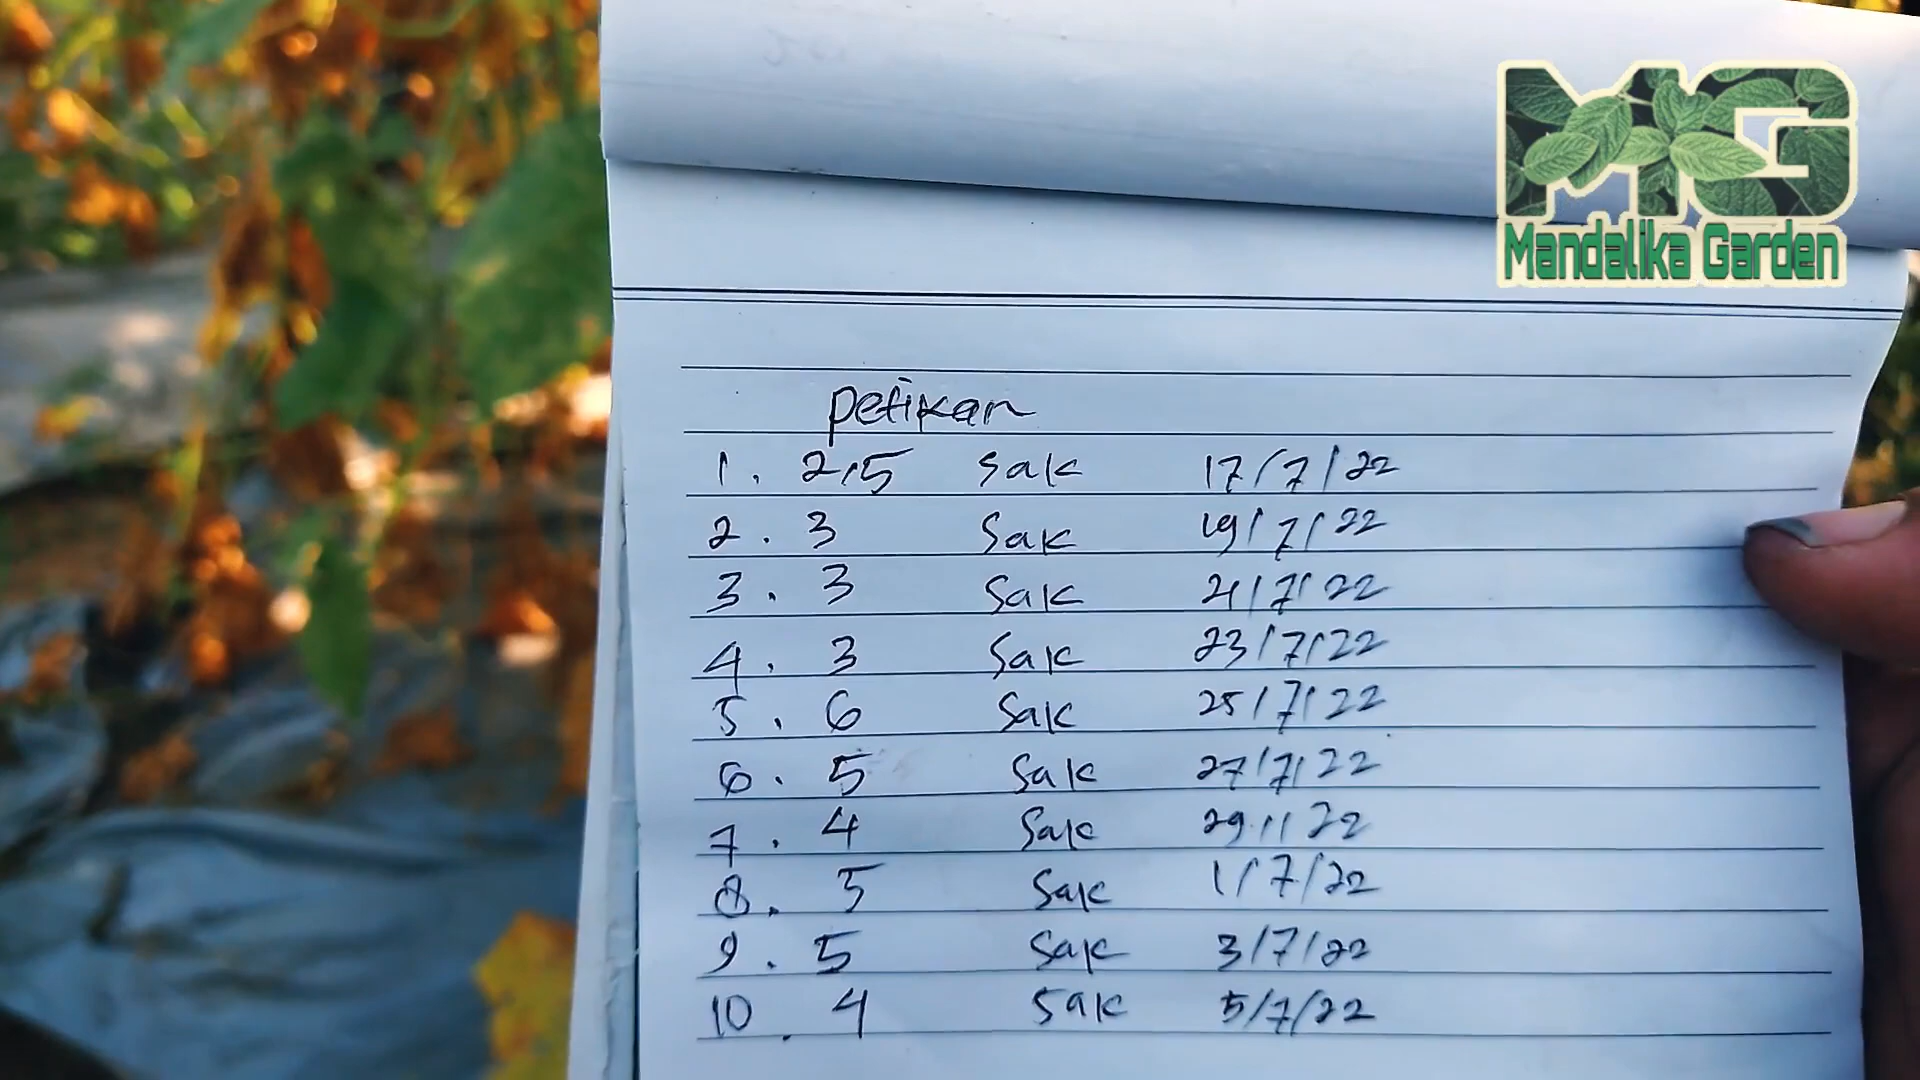 MG
Mandalika Garden
petikan
1. 2,5 Sak 17/7/22
2. 3 Sak 19/7/22
3. 3 Sak 21/7/22
4. 3 Sak 23/7/22
5. 6 Sak 25/7/22
6. 5 Sak 27/7/22
7. 4 Sak 29/1/22
8. 5 Sak 1/7/22
9. 5 Sak 3/7/22
10. 4 Sak 5/7/22